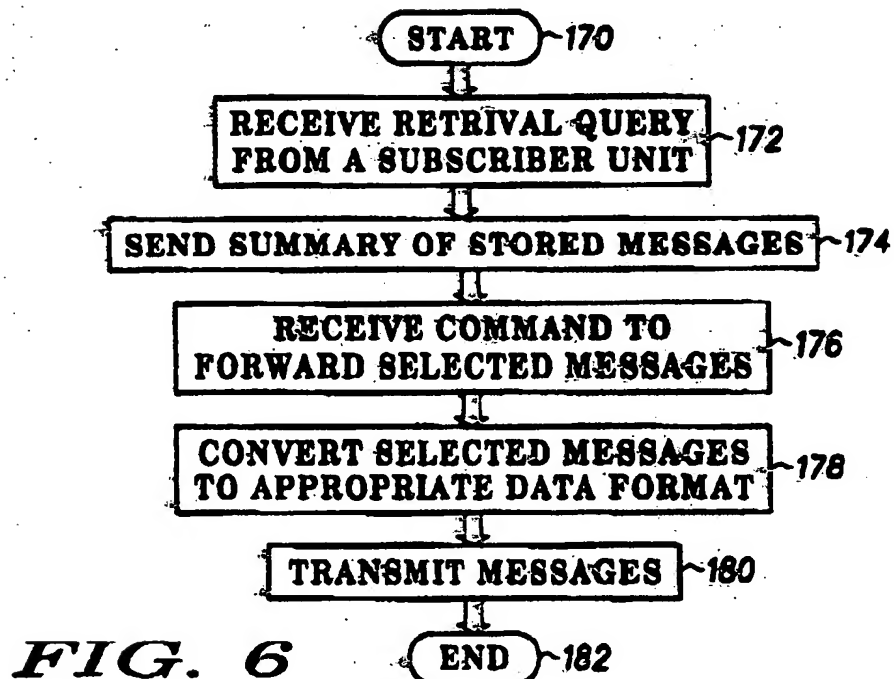 START 170
RECEIVE RETRIVAL QUERY
FROM A SUBSCRIBER UNIT 172
SEND SUMMARY OF STORED MESSAGES 174
RECEIVE COMMAND TO
FORWARD SELECTED MESSAGES 176
CONVERT SELECTED MESSAGES
TO APPROPRIATE DATA FORMAT 178
TRANSMIT MESSAGES 180
END 182
FIG. 6